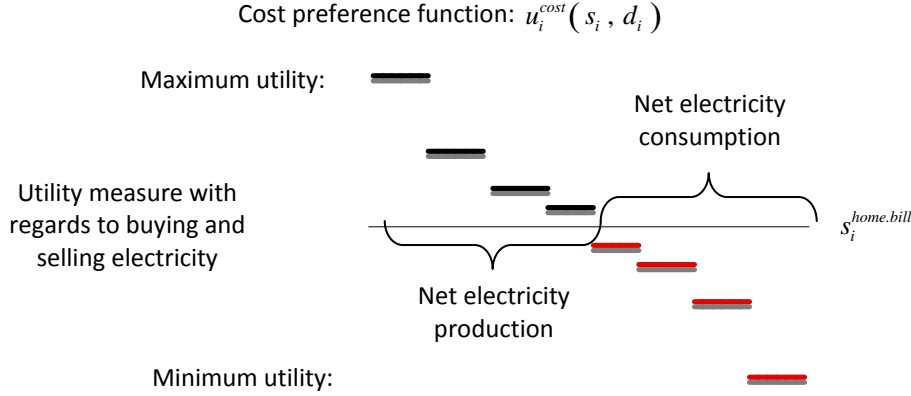 Cost preference function: u_i^{cost}( s_i , d_i )
Maximum utility:
Net electricity
consumption
Utility measure with
regards to buying and
selling electricity
s_i^{home.bill}
Net electricity
production
Minimum utility: